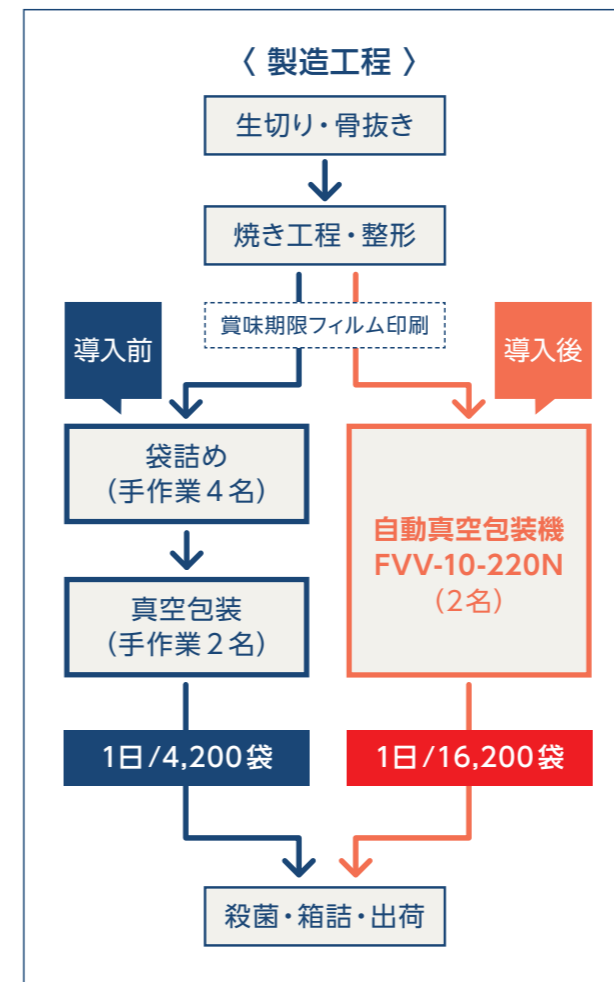 〈 製造工程 〉
生切り・骨抜き
焼き工程・整形
賞味期限フィルム印刷
導入前
導入後
袋詰め
（手作業４名）
真空包装
（手作業２名）
自動真空包装機
FVV-10-220N
（2名）
1日/4,200袋
1日/16,200袋
殺菌・箱詰・出荷